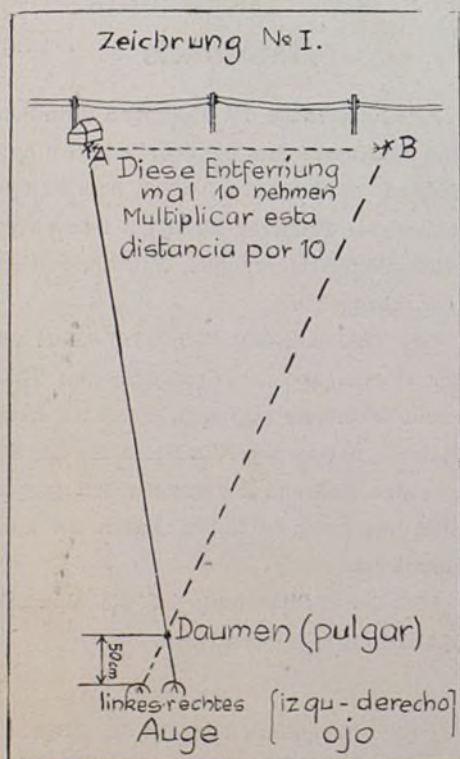 Zeichnung № I.
A
B
Diese Entfernung
mal 10 nehmen
Multiplicar esta
distancia por 10
Daumen (pulgar)
50cm
linkes-rechtes [izqu-derecho]
Auge ojo